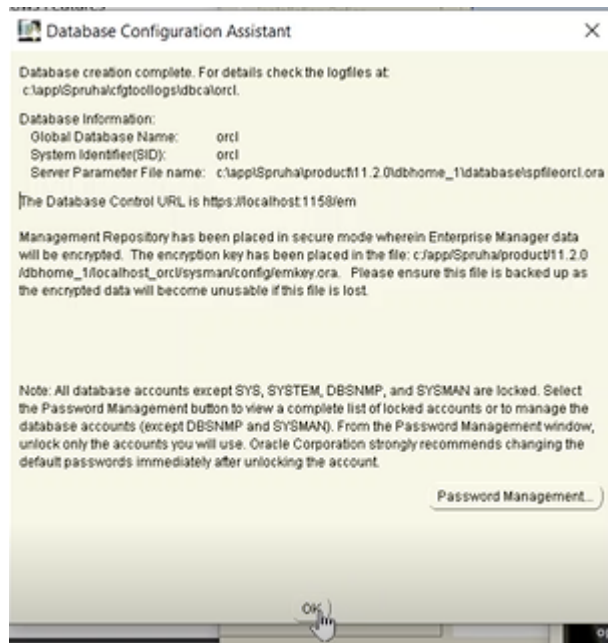 Database Configuration Assistant
Database creation complete. For details check the logfiles at:
c:\app\Spruha\cfgtoollogs\dbca\orcl.
Database Information:
Global Database Name: orcl
System Identifier(SID): orcl
Server Parameter File name: c:\app\Spruha\product\11.2.0\dbhome_1\database\spfileorcl.ora
The Database Control URL is https://localhost:1158/em
Management Repository has been placed in secure mode wherein Enterprise Manager data
will be encrypted. The encryption key has been placed in the file: c:/app/Spruha/product/11.2.0
/dbhome_1/localhost_orcl/sysman/config/emkey.ora. Please ensure this file is backed up as
the encrypted data will become unusable if this file is lost.
Note: All database accounts except SYS, SYSTEM, DBSNMP, and SYSMAN are locked. Select
the Password Management button to view a complete list of locked accounts or to manage the
database accounts (except DBSNMP and SYSMAN). From the Password Management window,
unlock only the accounts you will use. Oracle Corporation strongly recommends changing the
default passwords immediately after unlocking the account.
Password Management...
OK